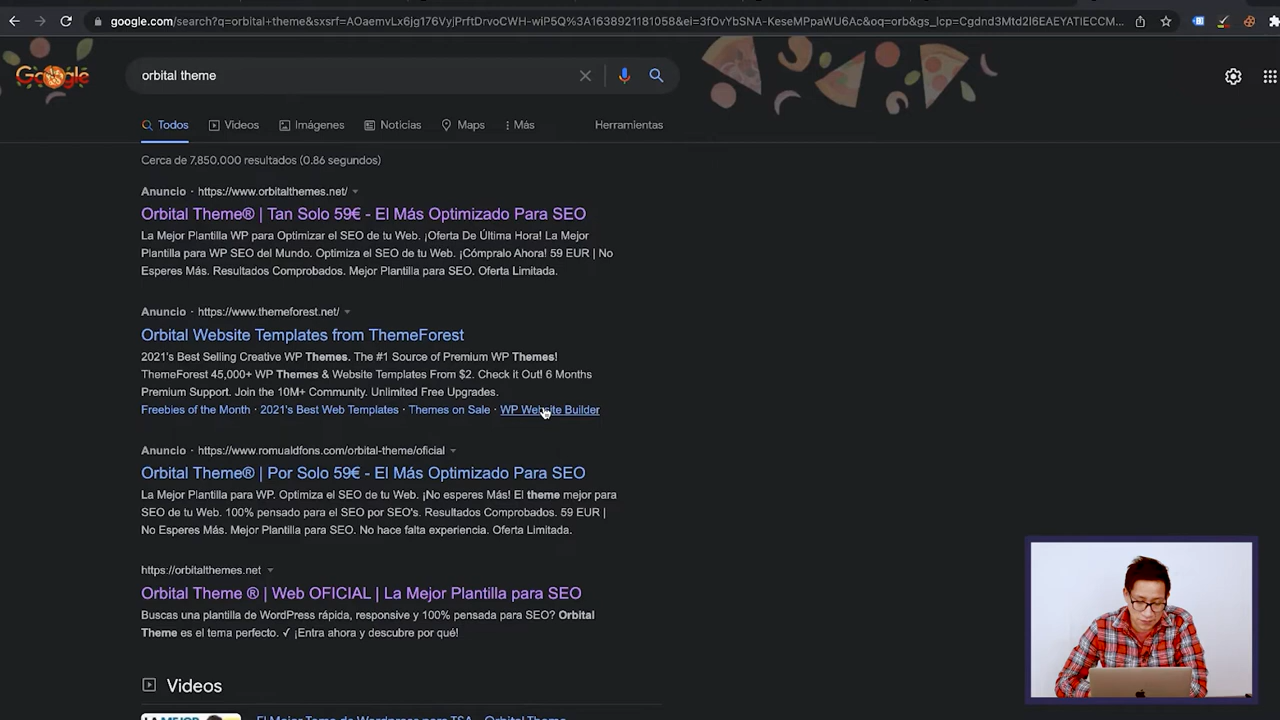 google.com/search?q=orbital+theme&sxsrf=AOaemvLx6jg176VyjPrftDrvoCWH-wiP5Q%3A1638921181058&ei=3fOvYbSNA-KeseMPpaWU6Ac&oq=orb&gs_lcp=Cgdnd3Mtd2l6EAEYATIECCM...
Google
orbital theme
Todos
Videos
Imágenes
Noticias
Maps
Más
Herramientas
Cerca de 7,850,000 resultados (0.86 segundos)
Anuncio · https://www.orbitalthemes.net/
Orbital Theme® | Tan Solo 59€ - El Más Optimizado Para SEO
La Mejor Plantilla WP para Optimizar el SEO de tu Web. ¡Oferta De Última Hora! La Mejor
Plantilla para WP SEO del Mundo. Optimiza el SEO de tu Web. ¡Cómpralo Ahora! 59 EUR | No
Esperes Más. Resultados Comprobados. Mejor Plantilla para SEO. Oferta Limitada.
Anuncio · https://www.themeforest.net/
Orbital Website Templates from ThemeForest
2021's Best Selling Creative WP Themes. The #1 Source of Premium WP Themes!
ThemeForest 45,000+ WP Themes & Website Templates From $2. Check it Out! 6 Months
Premium Support. Join the 10M+ Community. Unlimited Free Upgrades.
Freebies of the Month · 2021's Best Web Templates · Themes on Sale · WP Website Builder
Anuncio · https://www.romualdfons.com/orbital-theme/oficial
Orbital Theme® | Por Solo 59€ - El Más Optimizado Para SEO
La Mejor Plantilla para WP. Optimiza el SEO de tu Web. ¡No esperes Más! El theme mejor para
SEO de tu Web. 100% pensado para el SEO por SEO's. Resultados Comprobados. 59 EUR |
No Esperes Más. Mejor Plantilla para SEO. No hace falta experiencia. Oferta Limitada.
https://orbitalthemes.net
Orbital Theme ® | Web OFICIAL | La Mejor Plantilla para SEO
Buscas una plantilla de WordPress rápida, responsive y 100% pensada para SEO? Orbital
Theme es el tema perfecto. ✓ ¡Entra ahora y descubre por qué!
Videos
LA MEJOR
El Mejor Tema de Wordpress para TSA - Orbital Theme